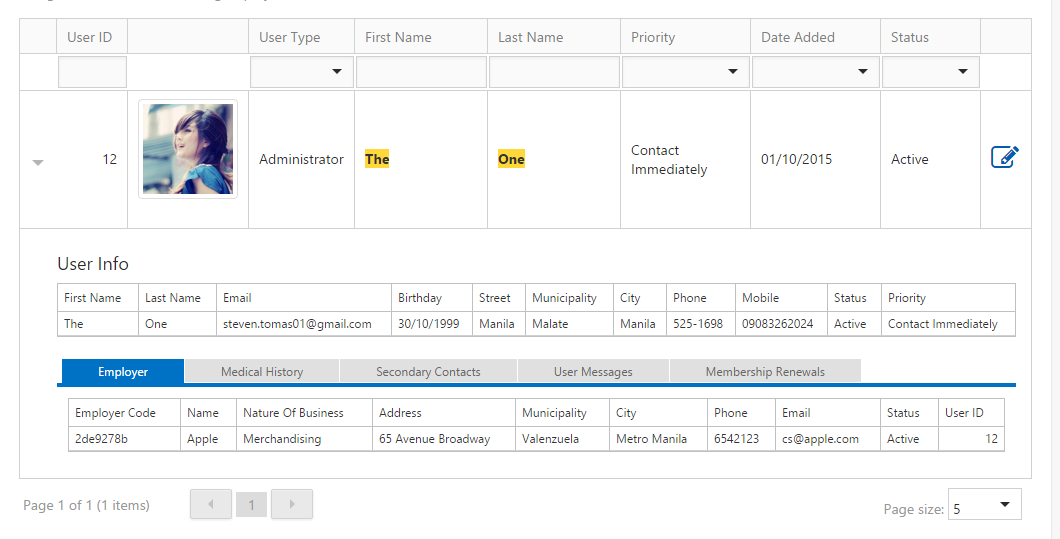 User ID User Type First Name Last Name Priority Date Added Status
12 Administrator The One Contact Immediately 01/10/2015 Active
User Info
First Name Last Name Email Birthday Street Municipality City Phone Mobile Status Priority
The One steven.tomas01@gmail.com 30/10/1999 Manila Malate Manila 525-1698 09083262024 Active Contact Immediately
Employer Medical History Secondary Contacts User Messages Membership Renewals
Employer Code Name Nature Of Business Address Municipality City Phone Email Status User ID
2de9278b Apple Merchandising 65 Avenue Broadway Valenzuela Metro Manila 6542123 cs@apple.com Active 12
Page 1 of 1 (1 items) 1 Page size: 5